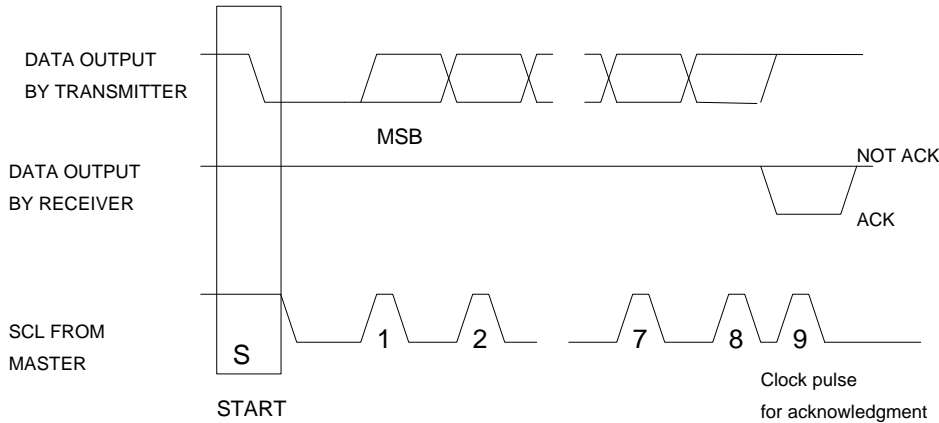 DATA OUTPUT
BY TRANSMITTER
MSB
DATA OUTPUT
BY RECEIVER
NOT ACK
ACK
SCL FROM
MASTER
S
1
2
7
8
9
START
Clock pulse
for acknowledgment